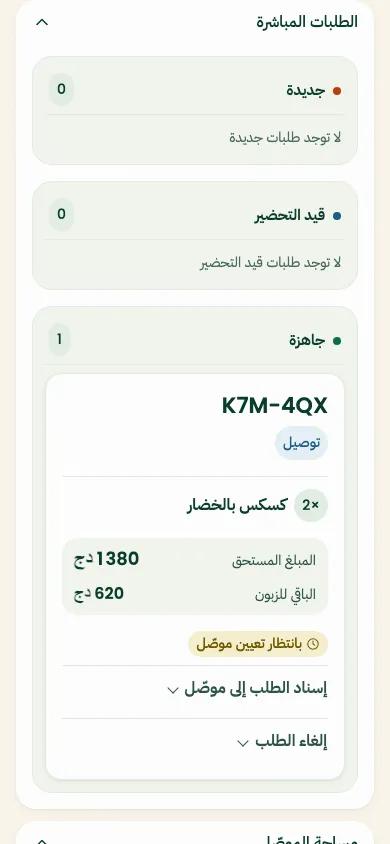 الطلبات المباشرة
جديدة 0
لا توجد طلبات جديدة
قيد التحضير 0
لا توجد طلبات قيد التحضير
جاهزة 1
K7M-4QX
توصيل
2× كسكس بالخضار
المبلغ المستحق 1380 دج
الباقي للزبون 620 دج
بانتظار تعيين موصّل
إسناد الطلب إلى موصّل
إلغاء الطلب
مساحة الموصّل